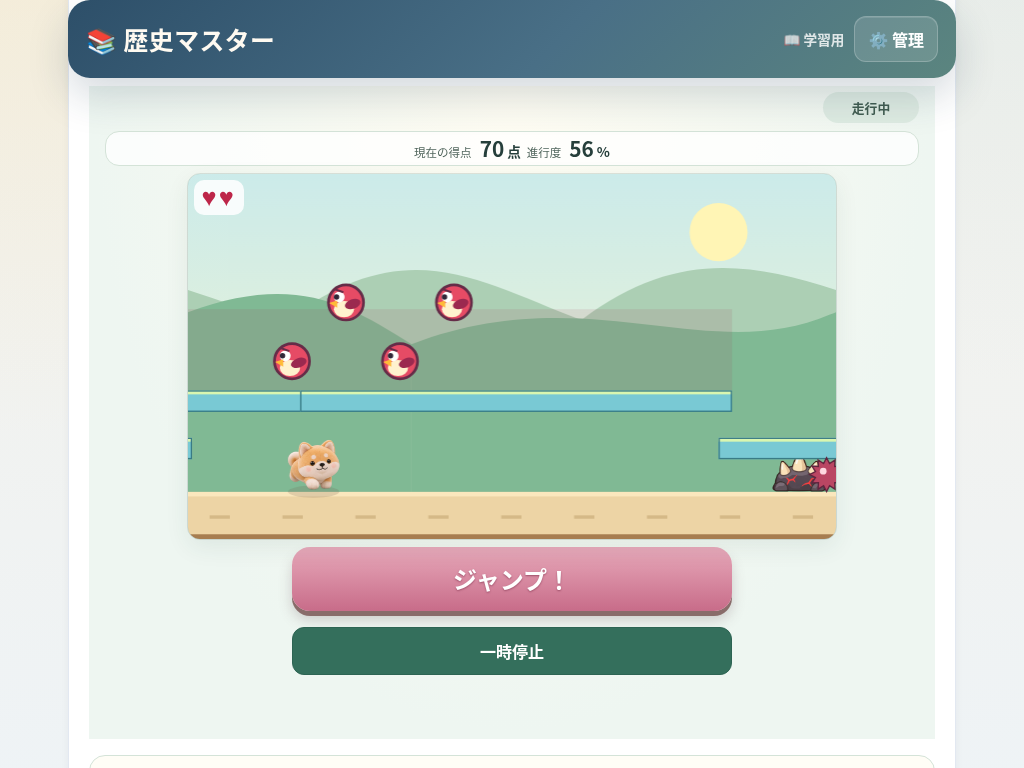 📚 歴史マスター
📖 学習用
⚙️ 管理
走行中
現在の得点 70 点 進行度 56 %
♥♥
ジャンプ！
一時停止